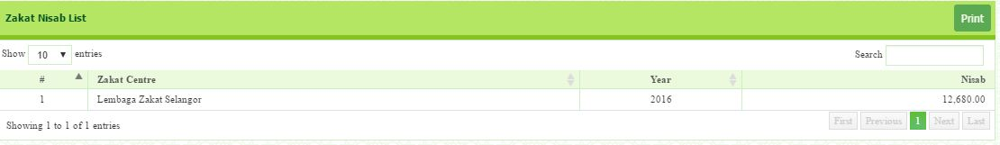 Zakat Nisab List
Print
Show 10 entries
Search
# Zakat Centre Year Nisab
1 Lembaga Zakat Selangor 2016 12,680.00
Showing 1 to 1 of 1 entries
First Previous 1 Next Last